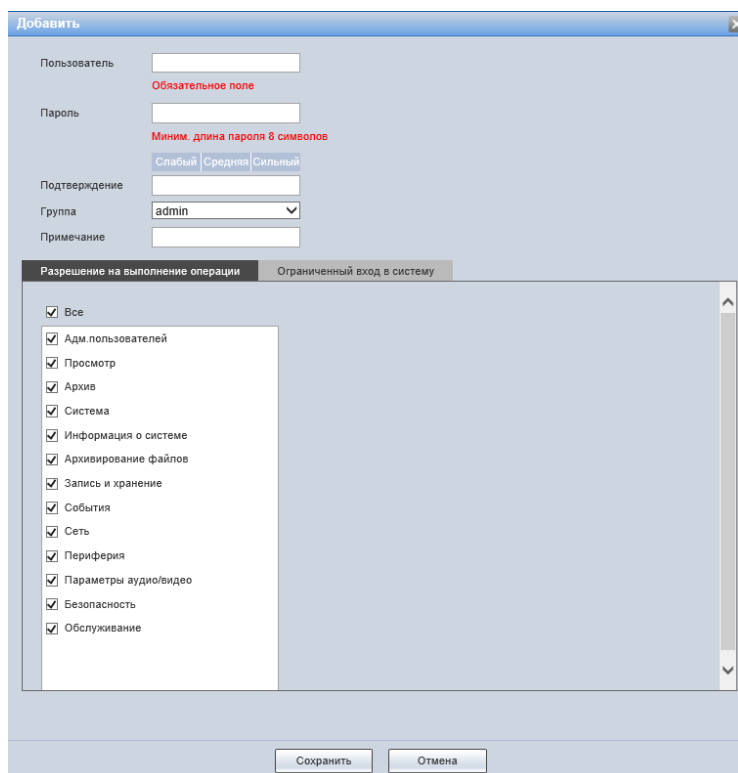 Добавить
Пользователь
Обязательное поле
Пароль
Миним. длина пароля 8 символов
Слабый Средняя Сильный
Подтверждение
Группа admin
Примечание
Разрешение на выполнение операции Ограниченный вход в систему
Все
Адм.пользователей
Просмотр
Архив
Система
Информация о системе
Архивирование файлов
Запись и хранение
События
Сеть
Периферия
Параметры аудио/видео
Безопасность
Обслуживание
Сохранить Отмена